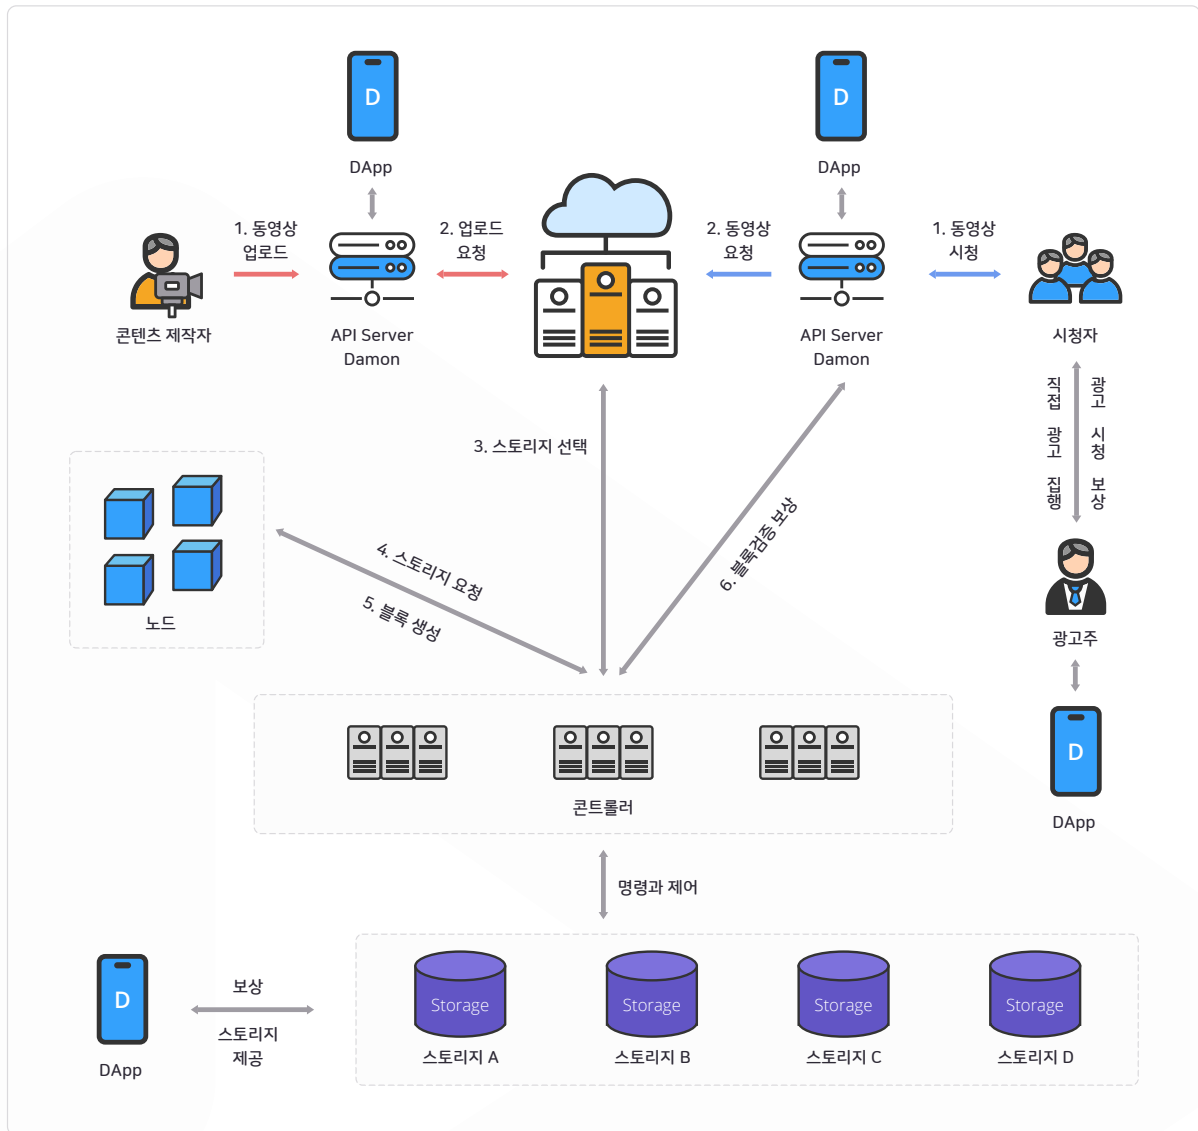 D
D
DApp
DApp
1. 동영상
업로드
2. 업로드
요청
2. 동영상
요청
1. 동영상
시청
콘텐츠 제작자
API Server
Damon
API Server
Damon
시청자
직접 광고 집행
광고 시청 보상
3. 스토리지 선택
4. 스토리지 요청
5. 블록 생성
6. 블록검증 보상
노드
광고주
D
DApp
콘트롤러
명령과 제어
D
DApp
보상
스토리지
제공
Storage
Storage
Storage
Storage
스토리지 A
스토리지 B
스토리지 C
스토리지 D